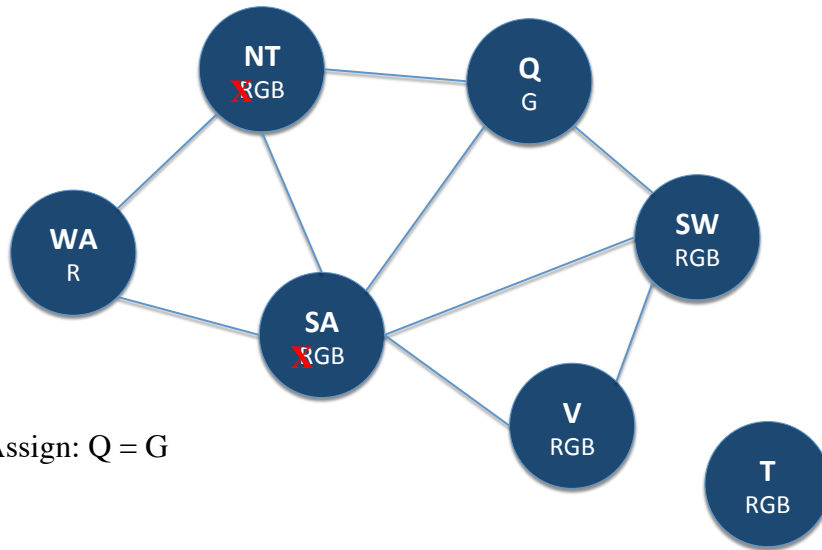 NT
XRGB
Q
G
WA
R
SW
RGB
SA
XRGB
V
RGB
Assign: Q = G
T
RGB